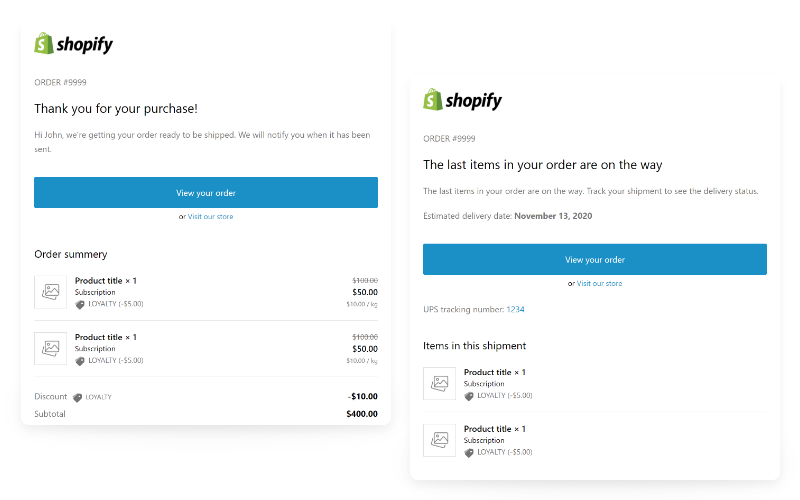 shopify
ORDER #9999
Thank you for your purchase!
Hi John, we're getting your order ready to be shipped. We will notify you when it has been
sent.
View your order
or Visit our store
Order summery
Product title × 1
$100.00
Subscription
$50.00
LOYALTY (-$5.00)
$10.00 / kg
Product title × 1
$100.00
Subscription
$50.00
LOYALTY (-$5.00)
$10.00 / kg
Discount LOYALTY
-$10.00
Subtotal
$400.00
shopify
ORDER #9999
The last items in your order are on the way
The last items in your order are on the way. Track your shipment to see the delivery status.
Estimated delivery date: November 13, 2020
View your order
or Visit our store
UPS tracking number: 1234
Items in this shipment
Product title × 1
Subscription
LOYALTY (-$5.00)
Product title × 1
Subscription
LOYALTY (-$5.00)